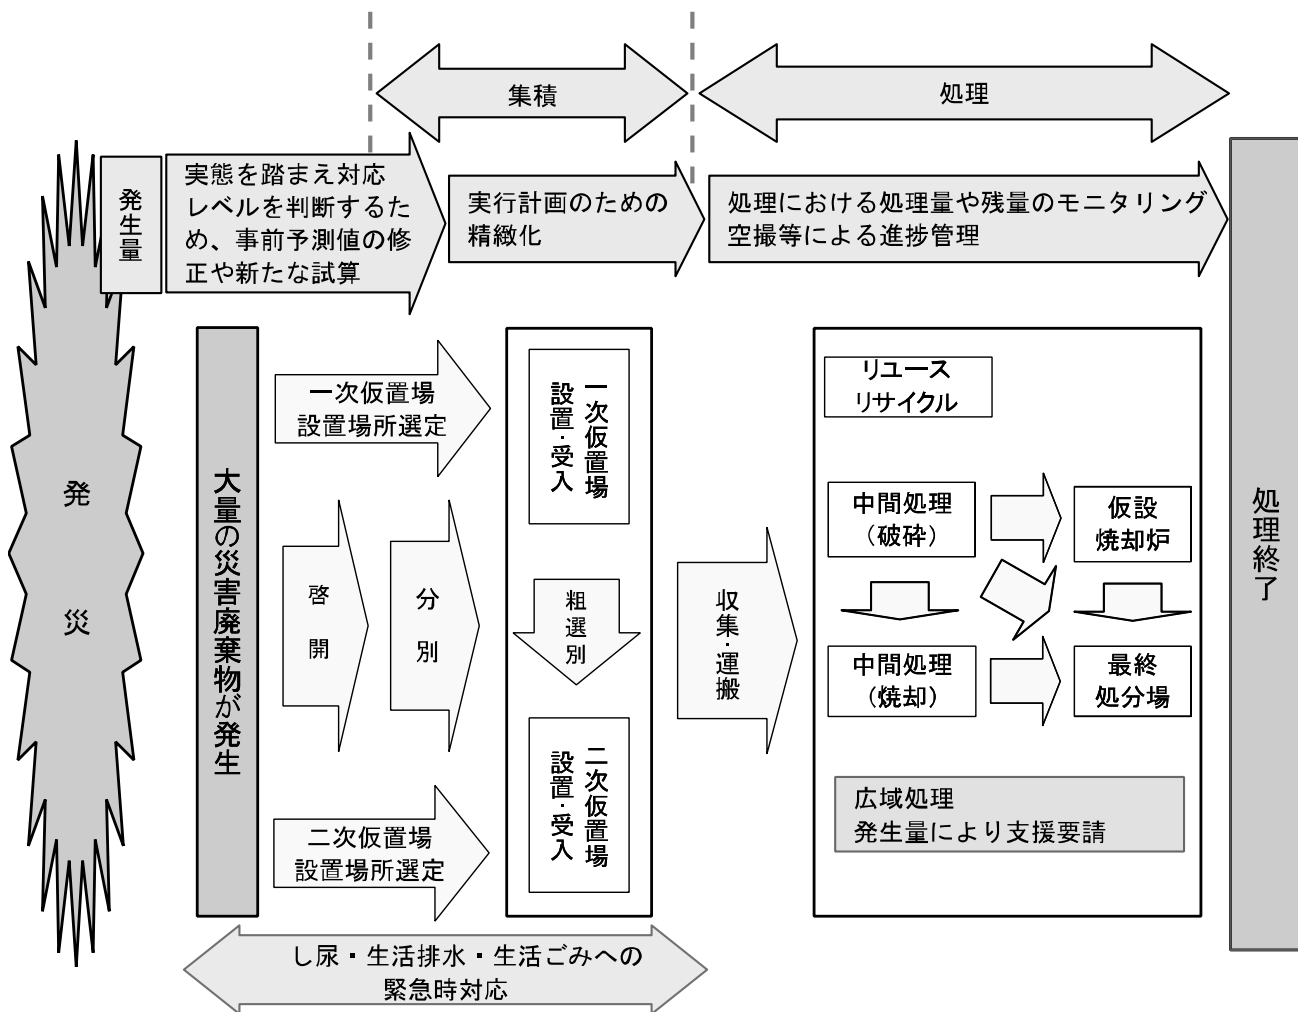 集積
処理
発生量
実態を踏まえ対応
レベルを判断するた
め、事前予測値の修
正や新たな試算
実行計画のための
精緻化
処理における処理量や残量のモニタリング
空撮等による進捗管理
発災
大量の災害廃棄物が発生
一次仮置場
設置場所選定
啓開
分別
二次仮置場
設置場所選定
一次仮置場
設置・受入
粗選別
二次仮置場
設置・受入
収集・運搬
リユース
リサイクル
中間処理
（破砕）
仮設
焼却炉
中間処理
（焼却）
最終
処分場
広域処理
発生量により支援要請
処理終了
し尿・生活排水・生活ごみへの
緊急時対応